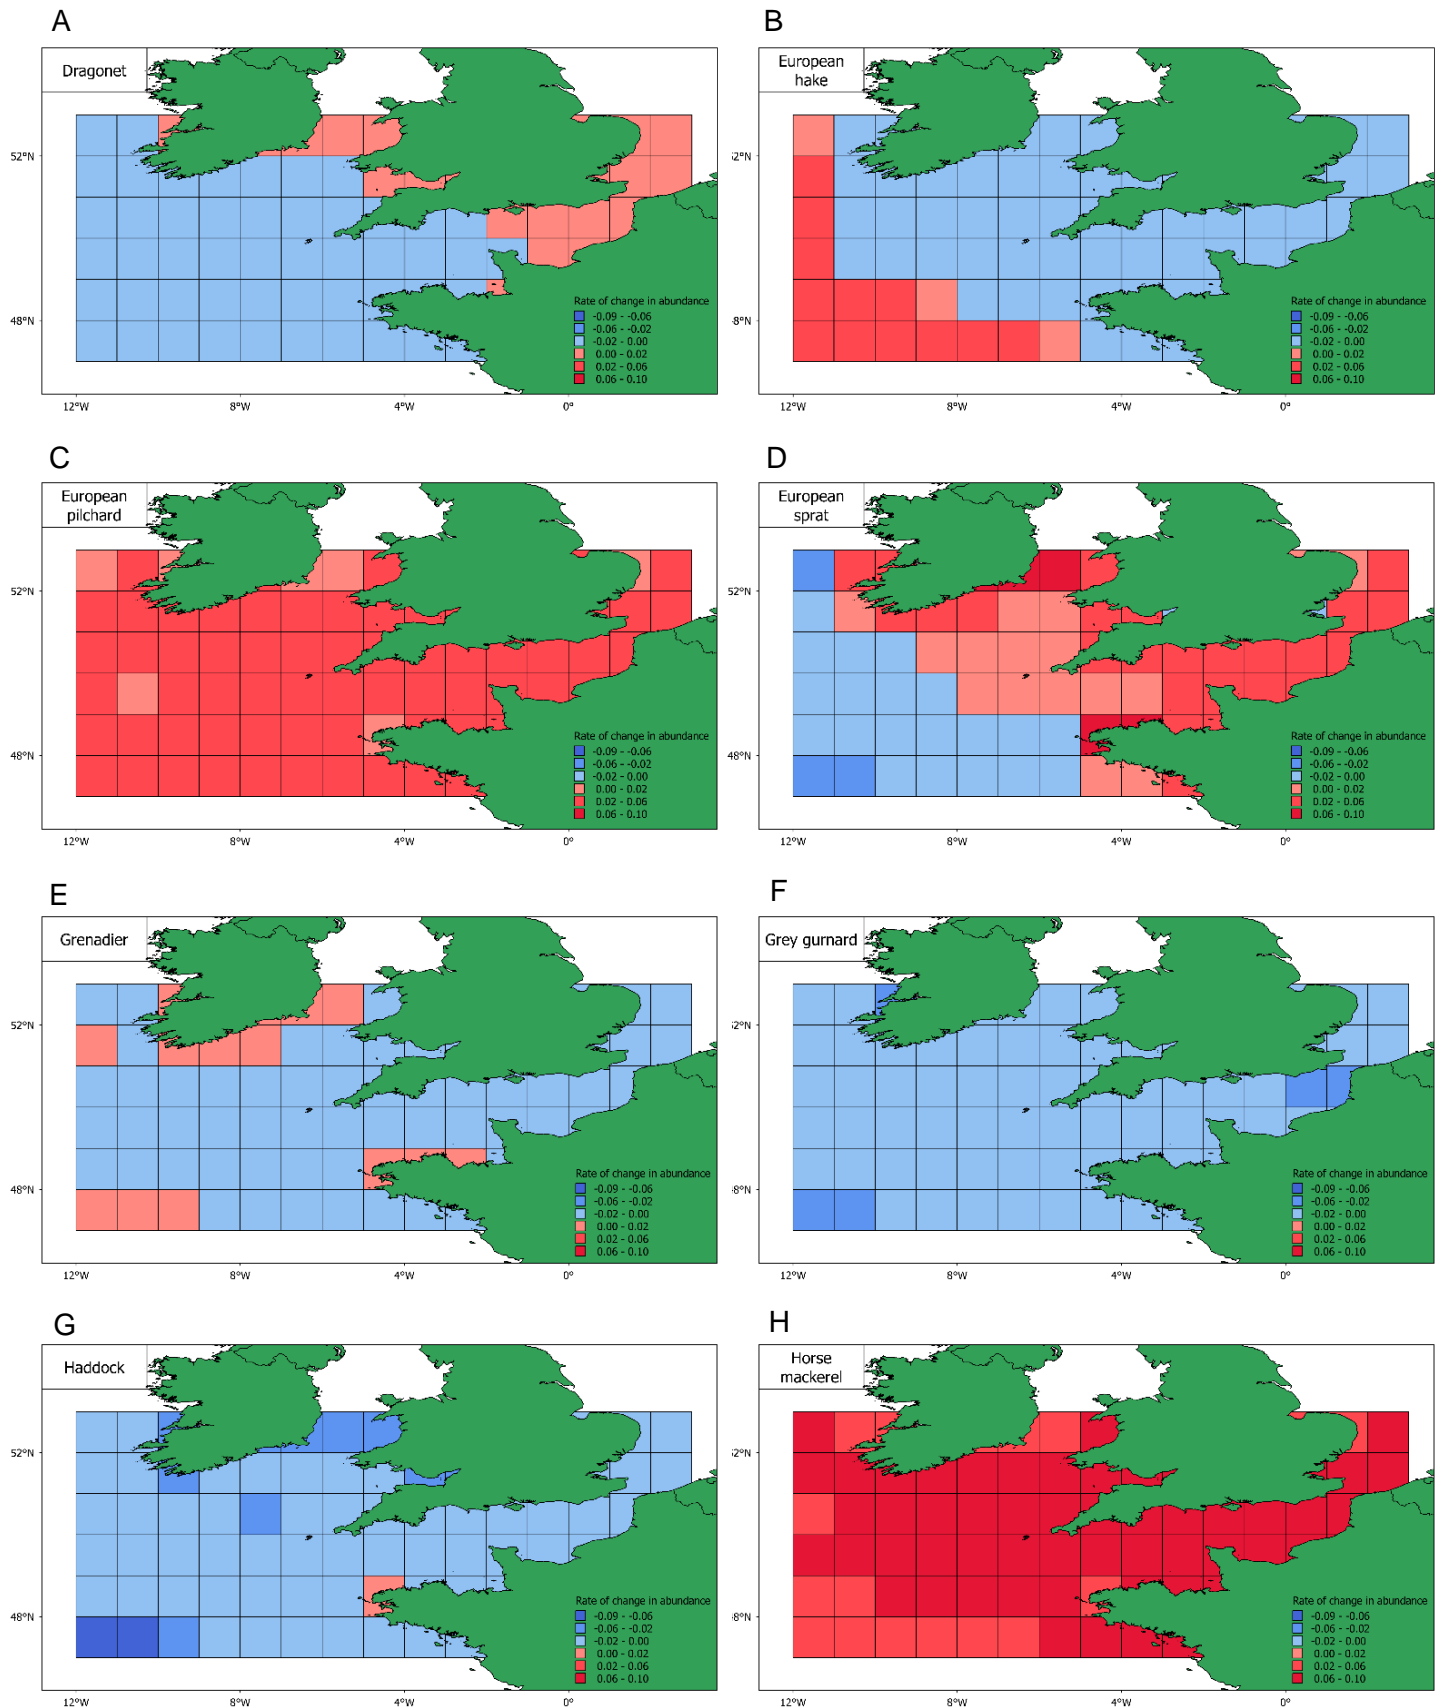 A
B
Dragonet
European
hake
52°N
2°N
Rate of change in abundance
-0.09 - -0.06
-0.06 - -0.02
-0.02 - 0.00
0.00 - 0.02
0.02 - 0.06
0.06 - 0.10
Rate of change in abundance
-0.09 - -0.06
-0.06 - -0.02
-0.02 - 0.00
0.00 - 0.02
0.02 - 0.06
0.06 - 0.10
48°N
8°N
12°W 8°W 4°W 0°
12°W 8°W 4°W 0°
C
D
European
pilchard
European
sprat
52°N
52°N
Rate of change in abundance
-0.09 - -0.06
-0.06 - -0.02
-0.02 - 0.00
0.00 - 0.02
0.02 - 0.06
0.06 - 0.10
Rate of change in abundance
-0.09 - -0.06
-0.06 - -0.02
-0.02 - 0.00
0.00 - 0.02
0.02 - 0.06
0.06 - 0.10
48°N
48°N
12°W 8°W 4°W 0°
12°W 8°W 4°W 0°
E
F
Grenadier
Grey gurnard
52°N
2°N
Rate of change in abundance
-0.09 - -0.06
-0.06 - -0.02
-0.02 - 0.00
0.00 - 0.02
0.02 - 0.06
0.06 - 0.10
Rate of change in abundance
-0.09 - -0.06
-0.06 - -0.02
-0.02 - 0.00
0.00 - 0.02
0.02 - 0.06
0.06 - 0.10
48°N
8°N
12°W 8°W 4°W 0°
12°W 8°W 4°W 0°
G
H
Haddock
Horse
mackerel
52°N
2°N
Rate of change in abundance
-0.09 - -0.06
-0.06 - -0.02
-0.02 - 0.00
0.00 - 0.02
0.02 - 0.06
0.06 - 0.10
Rate of change in abundance
-0.09 - -0.06
-0.06 - -0.02
-0.02 - 0.00
0.00 - 0.02
0.02 - 0.06
0.06 - 0.10
48°N
8°N
12°W 8°W 4°W 0°
12°W 8°W 4°W 0°